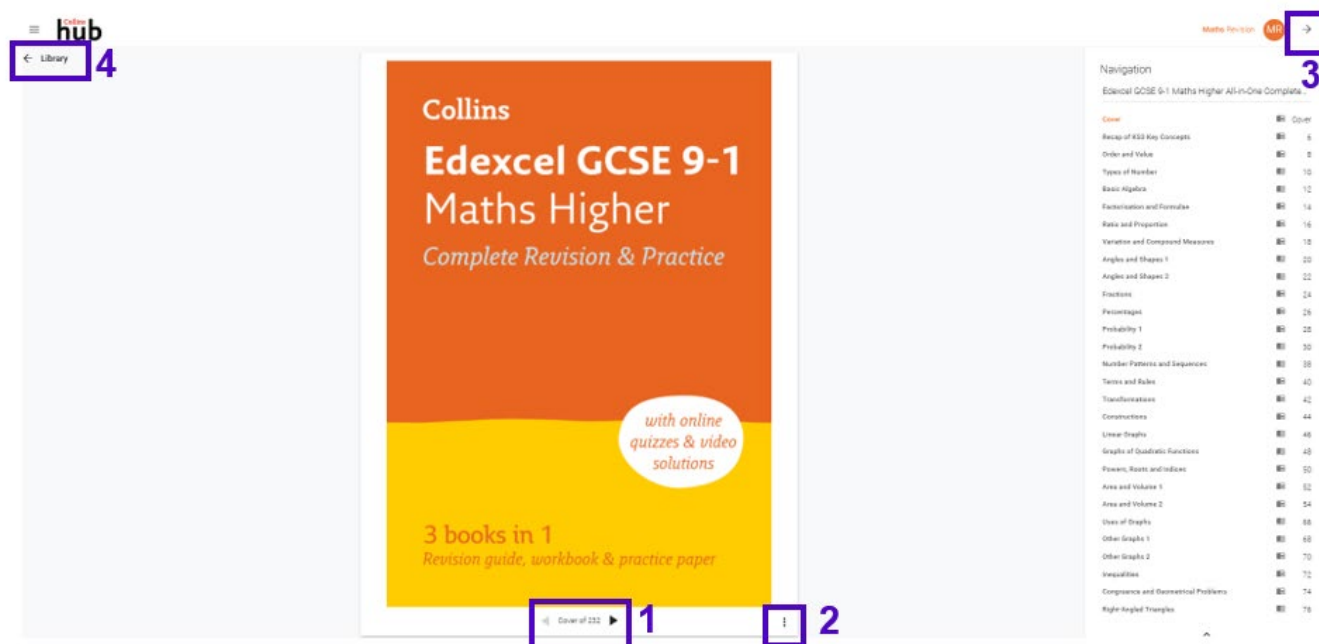 Collins
hub
Maths Revision MR
3
← Library
4
Collins
Edexcel GCSE 9-1
Maths Higher
Complete Revision & Practice
with online
quizzes & video
solutions
3 books in 1
Revision guide, workbook & practice paper
Cover of 232
1
2
Navigation
Edexcel GCSE 9-1 Maths Higher All-in-One Complete...
Cover Cover
Recap of KS3 Key Concepts 6
Order and Value 8
Types of Number 10
Basic Algebra 12
Factorisation and Formulae 14
Ratio and Proportion 16
Variation and Compound Measures 18
Angles and Shapes 1 20
Angles and Shapes 2 22
Fractions 24
Percentages 26
Probability 1 28
Probability 2 30
Number Patterns and Sequences 38
Terms and Rules 40
Transformations 42
Constructions 44
Linear Graphs 46
Graphs of Quadratic Functions 48
Powers, Roots and Indices 50
Area and Volume 1 52
Area and Volume 2 54
Uses of Graphs 66
Other Graphs 1 68
Other Graphs 2 70
Inequalities 72
Congruence and Geometrical Problems 74
Right-Angled Triangles 76